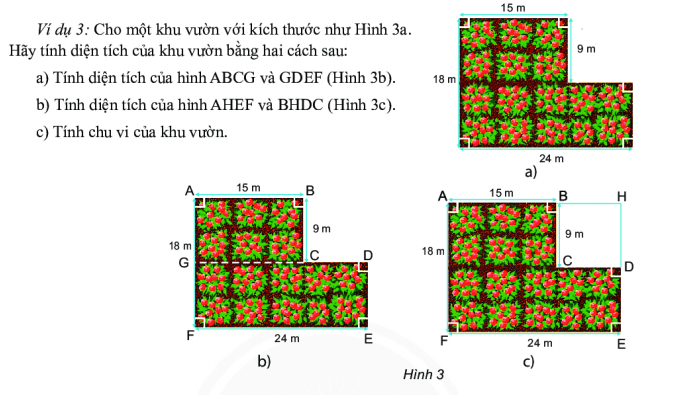 Ví dụ 3: Cho một khu vườn với kích thước như Hình 3a.
Hãy tính diện tích của khu vườn bằng hai cách sau:
a) Tính diện tích của hình ABCG và GDEF (Hình 3b).
b) Tính diện tích của hình AHEF và BHDC (Hình 3c).
c) Tính chu vi của khu vườn.
15 m
9 m
18 m
24 m
a)
A 15 m B
9 m
18 m
G C D
F 24 m E
b)
A 15 m B H
9 m
18 m
C D
F 24 m E
c)
Hình 3